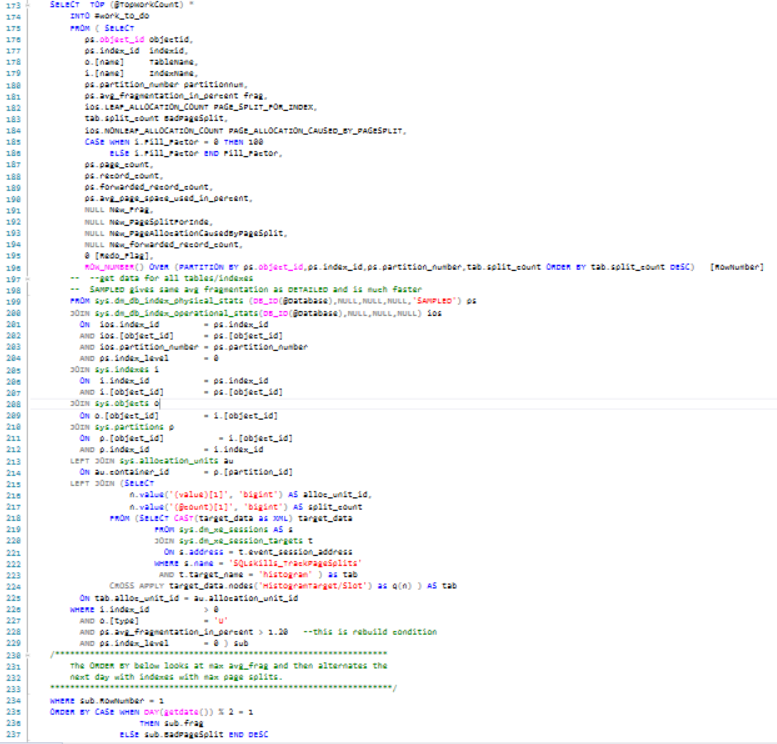 173 SELECT TOP (@TopWorkCount) *
174 INTO #work_to_do
175 FROM ( SELECT
176 ps.object_id objectid,
177 ps.index_id indexid,
178 o.[name] TableName,
179 i.[name] IndexName,
180 ps.partition_number partitionnum,
181 ps.avg_fragmentation_in_percent frag,
182 ios.LEAF_ALLOCATION_COUNT PAGE_SPLIT_FOR_INDEX,
183 tab.split_count BadPageSplit,
184 ios.NONLEAF_ALLOCATION_COUNT PAGE_ALLOCATION_CAUSED_BY_PAGESPLIT,
185 CASE WHEN i.Fill_Factor = 0 THEN 100
186 ELSE i.Fill_Factor END Fill_Factor,
187 ps.page_count,
188 ps.record_count,
189 ps.forwarded_record_count,
190 ps.avg_page_space_used_in_percent,
191 NULL New_Frag,
192 NULL New_PageSplitForInde,
193 NULL New_PageAllocationCausedByPageSplit,
194 NULL New_forwarded_record_count,
195 0 [Redo_Flag],
196 ROW_NUMBER() OVER (PARTITION BY ps.object_id,ps.index_id,ps.partition_number,tab.split_count ORDER BY tab.split_count DESC) [RowNumber]
197 -- --get data for all tables/indexes
198 -- SAMPLED gives same avg fragmentation as DETAILED and is much faster
199 FROM sys.dm_db_index_physical_stats (DB_ID(@Database),NULL,NULL,NULL,'SAMPLED') ps
200 JOIN sys.dm_db_index_operational_stats(DB_ID(@Database),NULL,NULL,NULL) ios
201 ON ios.index_id = ps.index_id
202 AND ios.[object_id] = ps.[object_id]
203 AND ios.partition_number = ps.partition_number
204 AND ps.index_level = 0
205 JOIN sys.indexes i
206 ON i.index_id = ps.index_id
207 AND i.[object_id] = ps.[object_id]
208 JOIN sys.objects o
209 ON o.[object_id] = i.[object_id]
210 JOIN sys.partitions p
211 ON p.[object_id] = i.[object_id]
212 AND p.index_id = i.index_id
213 LEFT JOIN sys.allocation_units au
214 ON au.container_id = p.[partition_id]
215 LEFT JOIN (SELECT
216 n.value('(value)[1]', 'bigint') AS alloc_unit_id,
217 n.value('(@count)[1]', 'bigint') AS split_count
218 FROM (SELECT CAST(target_data as XML) target_data
219 FROM sys.dm_xe_sessions AS s
220 JOIN sys.dm_xe_session_targets t
221 ON s.address = t.event_session_address
222 WHERE s.name = 'SQLskills_TrackPageSplits'
223 AND t.target_name = 'histogram' ) as tab
224 CROSS APPLY target_data.nodes('HistogramTarget/Slot') as q(n) ) AS tab
225 ON tab.alloc_unit_id = au.allocation_unit_id
226 WHERE i.index_id > 0
227 AND o.[type] = 'U'
228 AND ps.avg_fragmentation_in_percent > 1.20 --this is rebuild condition
229 AND ps.index_level = 0 ) sub
230 /******************************************************************
231 The ORDER BY below looks at max avg_frag and then alternates the
232 next day with indexes with max page splits.
233 ******************************************************************/
234 WHERE sub.RowNumber = 1
235 ORDER BY CASE WHEN DAY(getdate()) % 2 = 1
236 THEN sub.frag
237 ELSE sub.BadPageSplit END DESC